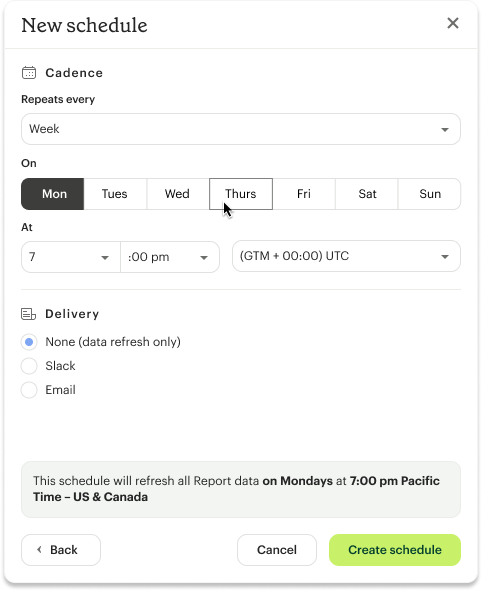 New schedule
Cadence
Repeats every
Week
On
Mon Tues Wed Thurs Fri Sat Sun
At
7 :00 pm (GTM + 00:00) UTC
Delivery
None (data refresh only)
Slack
Email
This schedule will refresh all Report data on Mondays at 7:00 pm Pacific
Time – US & Canada
Back Cancel Create schedule